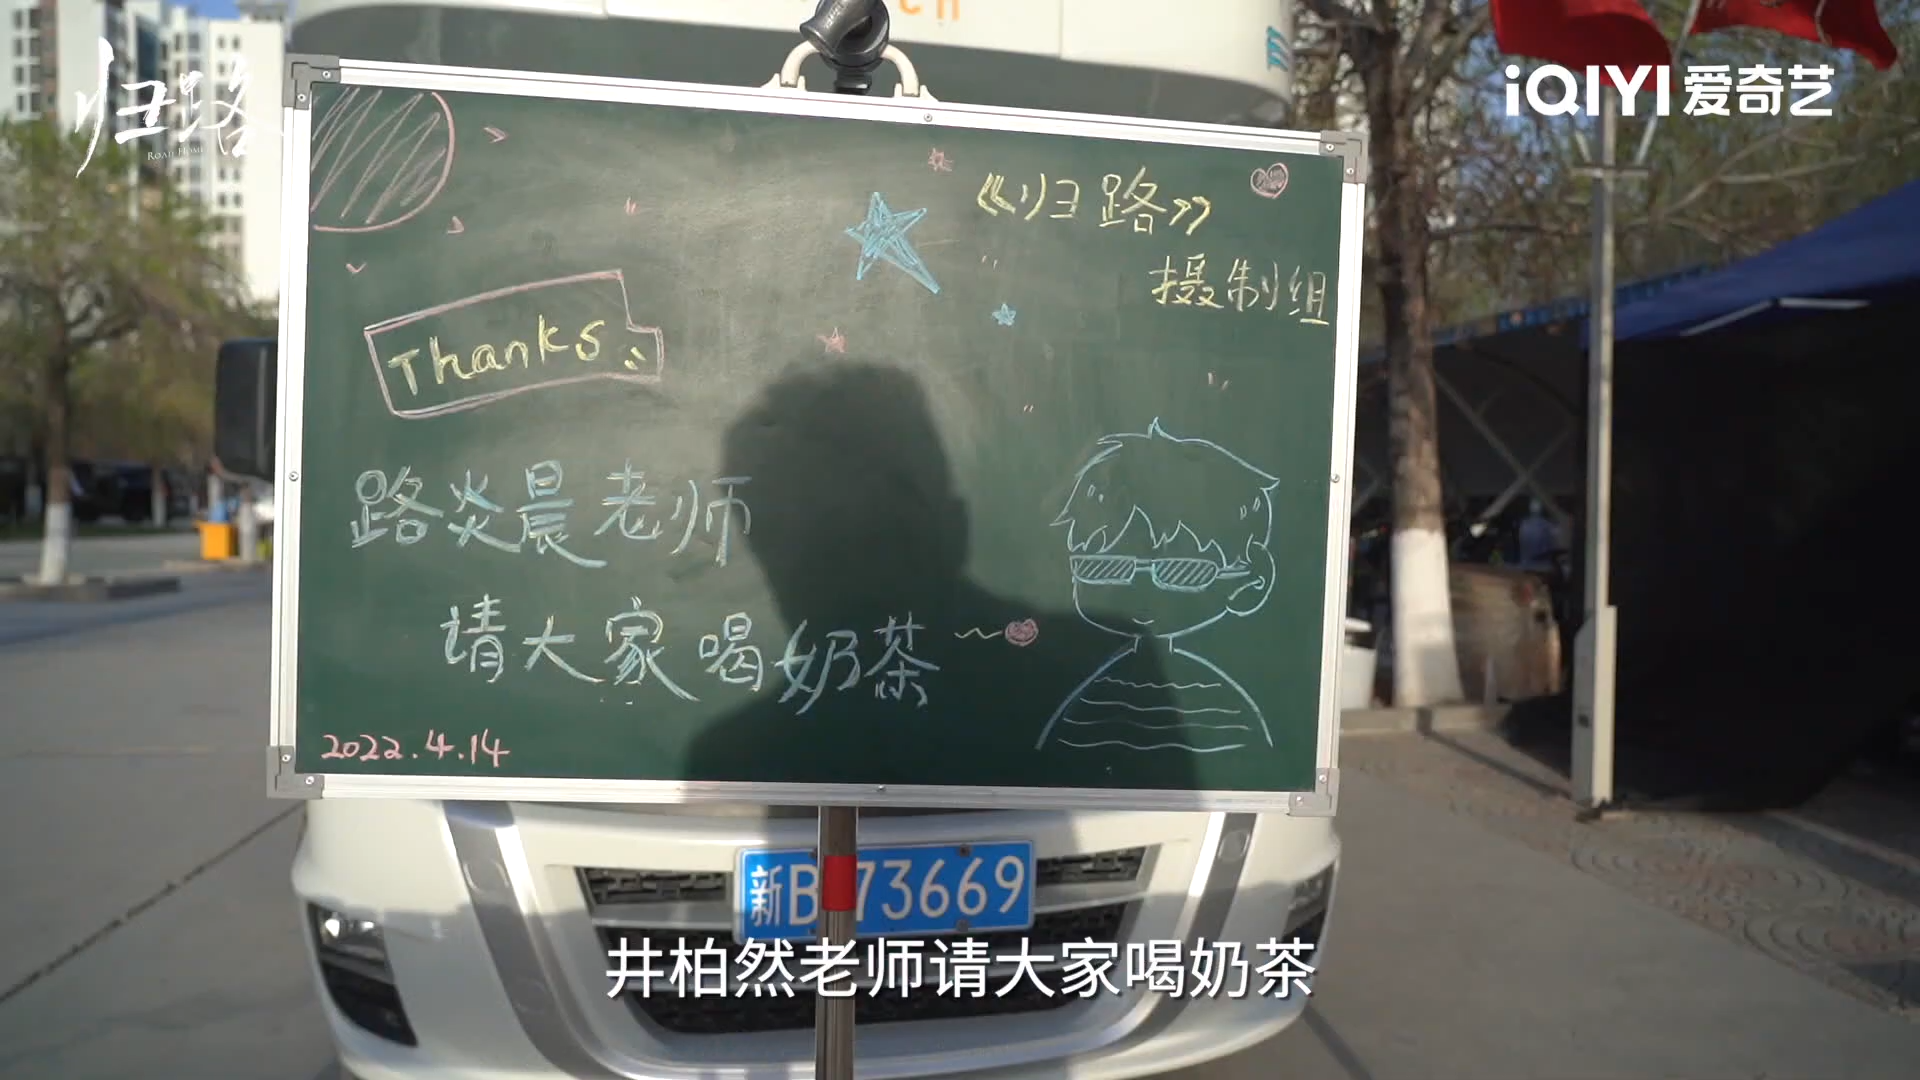 归路
ROAD HOME
iQIYI 爱奇艺
《归路》
摄制组
Thanks
路炎晨老师
请大家喝奶茶
2022.4.14
新B 73669
井柏然老师请大家喝奶茶